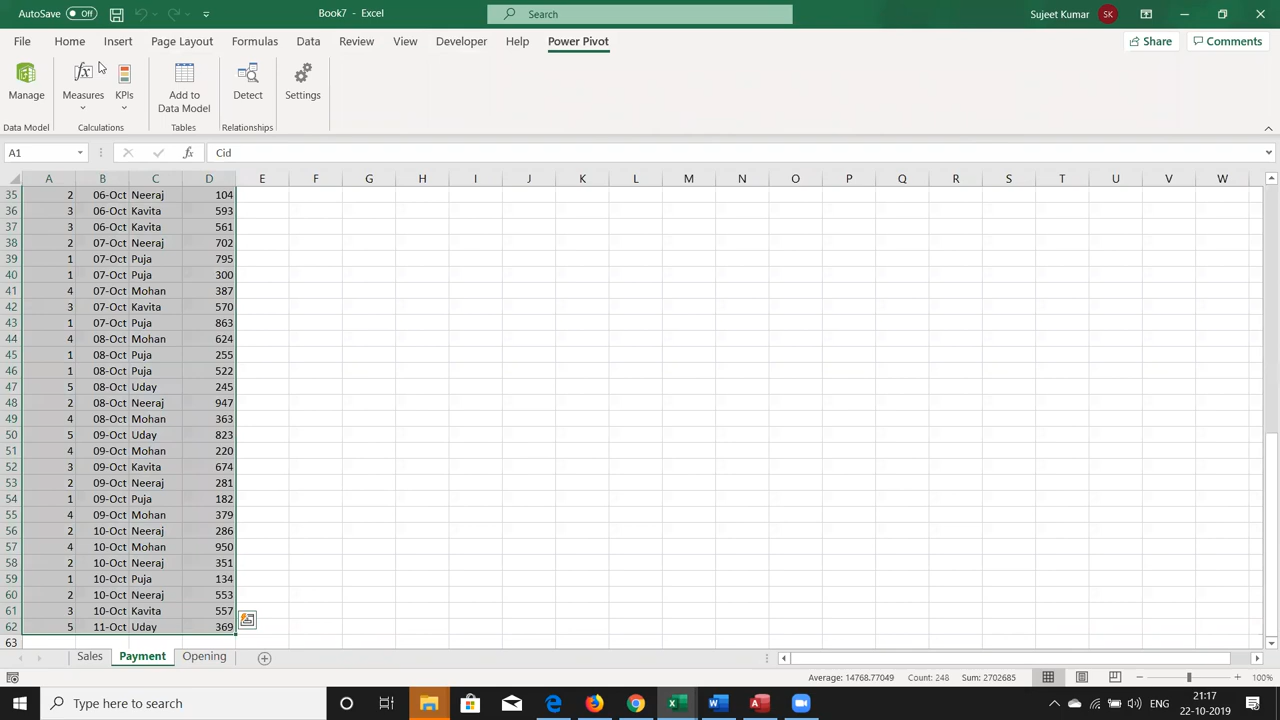 AutoSave Off
Book7 - Excel
Search
Sujeet Kumar SK
File Home Insert Page Layout Formulas Data Review View Developer Help Power Pivot Share Comments
Manage Measures KPIs Add to Data Model Detect Settings
Data Model Calculations Tables Relationships
A1 fx Cid
A B C D E F G H I J K L M N O P Q R S T U V W
35 2 06-Oct Neeraj 104
36 3 06-Oct Kavita 593
37 3 06-Oct Kavita 561
38 2 07-Oct Neeraj 702
39 1 07-Oct Puja 795
40 1 07-Oct Puja 300
41 4 07-Oct Mohan 387
42 3 07-Oct Kavita 570
43 1 07-Oct Puja 863
44 4 08-Oct Mohan 624
45 1 08-Oct Puja 255
46 1 08-Oct Puja 522
47 5 08-Oct Uday 245
48 2 08-Oct Neeraj 947
49 4 08-Oct Mohan 363
50 5 09-Oct Uday 823
51 4 09-Oct Mohan 220
52 3 09-Oct Kavita 674
53 2 09-Oct Neeraj 281
54 1 09-Oct Puja 182
55 4 09-Oct Mohan 379
56 2 10-Oct Neeraj 286
57 4 10-Oct Mohan 950
58 2 10-Oct Neeraj 351
59 1 10-Oct Puja 134
60 2 10-Oct Neeraj 553
61 3 10-Oct Kavita 557
62 5 11-Oct Uday 369
63
Sales Payment Opening
Average: 14768.77049 Count: 248 Sum: 2702685 100%
Type here to search
ENG 21:17
22-10-2019